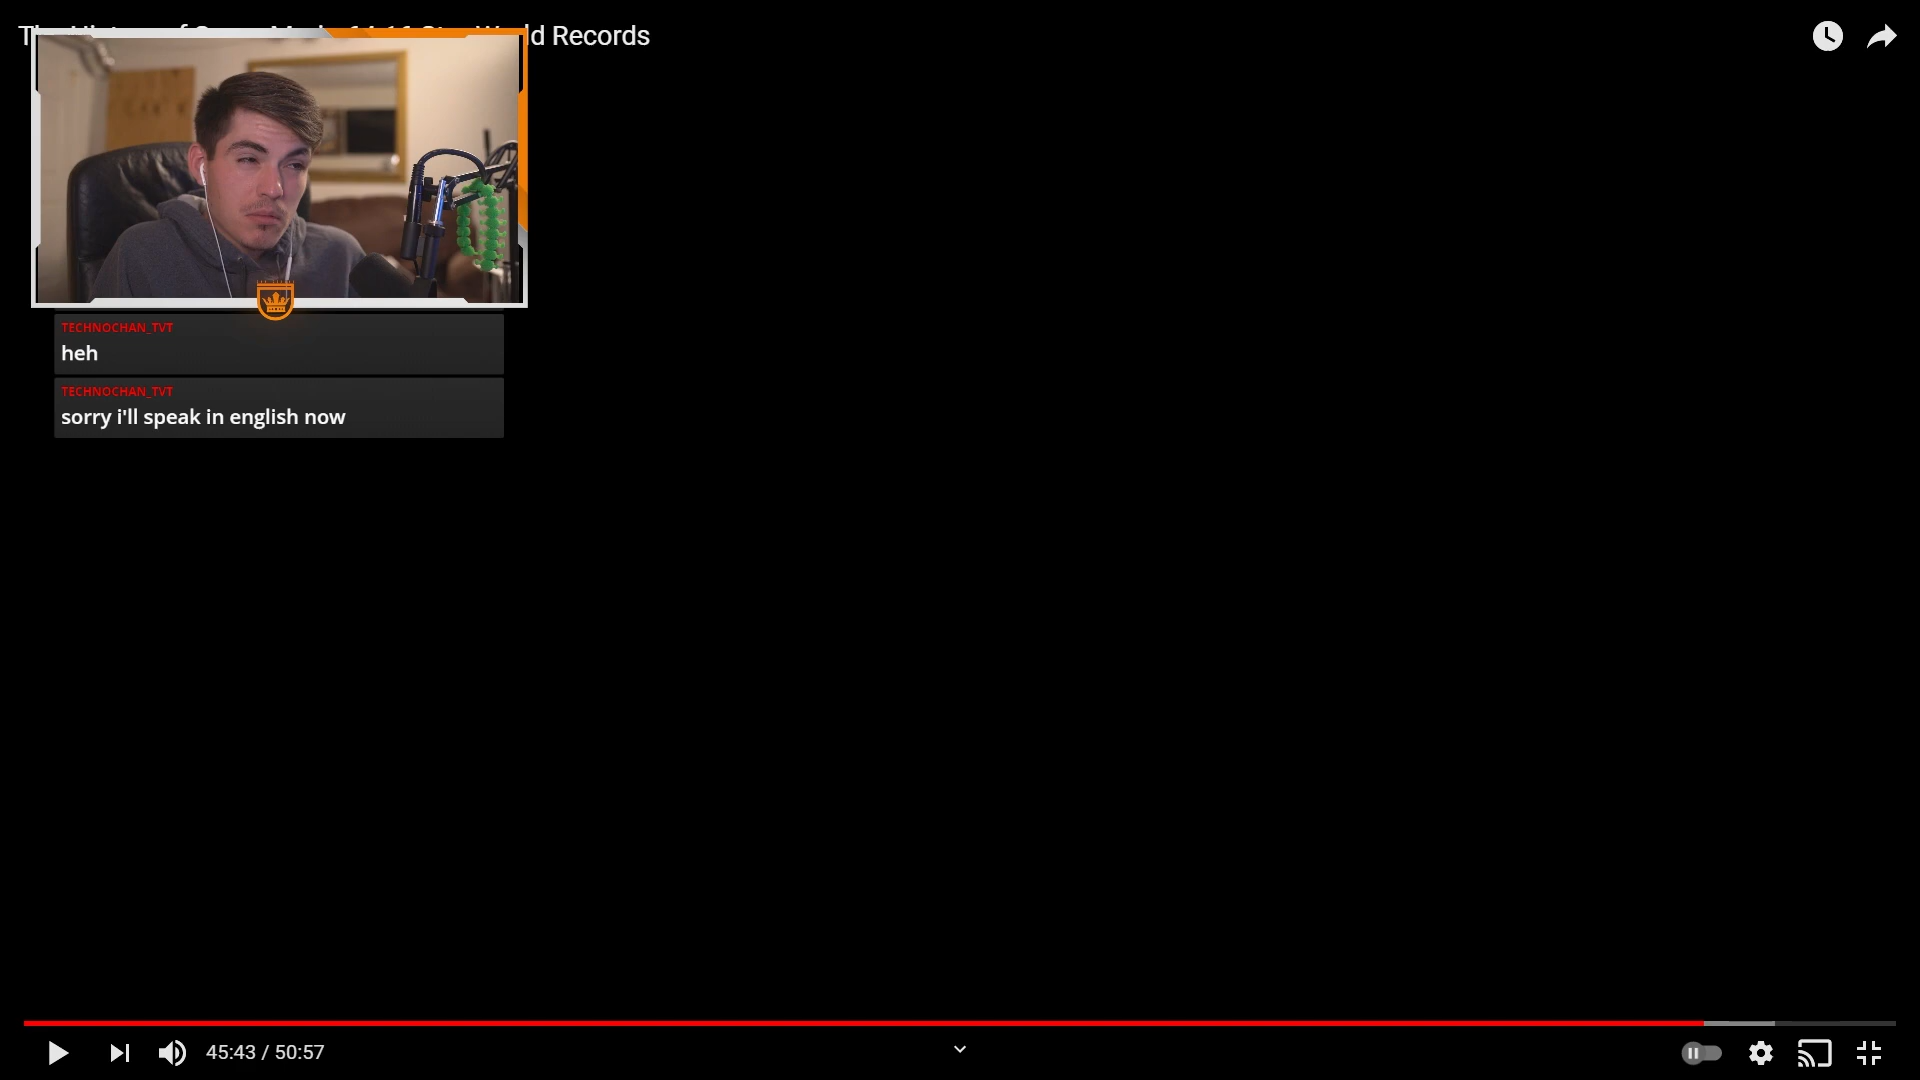 d Records
TECHNOCHAN_TVT
heh
TECHNOCHAN_TVT
sorry i'll speak in english now
45:43 / 50:57